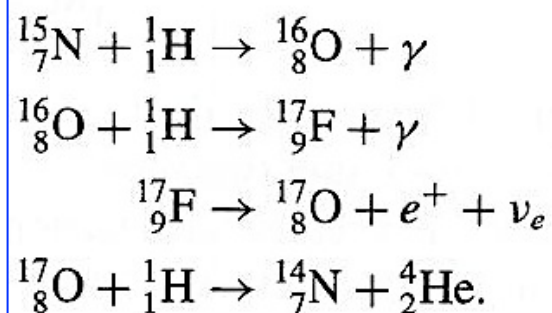 ¹⁵₇N + ¹₁H → ¹⁶₈O + γ
¹⁶₈O + ¹₁H → ¹⁷₉F + γ
¹⁷₉F → ¹⁷₈O + e⁺ + νₑ
¹⁷₈O + ¹₁H → ¹⁴₇N + ⁴₂He.